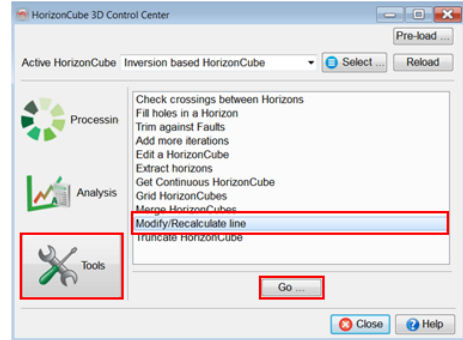 HorizonCube 3D Control Center
Pre-load ...
Active HorizonCube Inversion based HorizonCube Select ... Reload
Check crossings between Horizons
Fill holes in a Horizon
Processin
Trim against Faults
Add more iterations
Edit a HorizonCube
Extract horizons
Get Continuous HorizonCube
Analysis
Grid HorizonCubes
Merge HorizonCubes
Modify/Recalculate line
Truncate HorizonCube
Tools
Go ...
Close Help